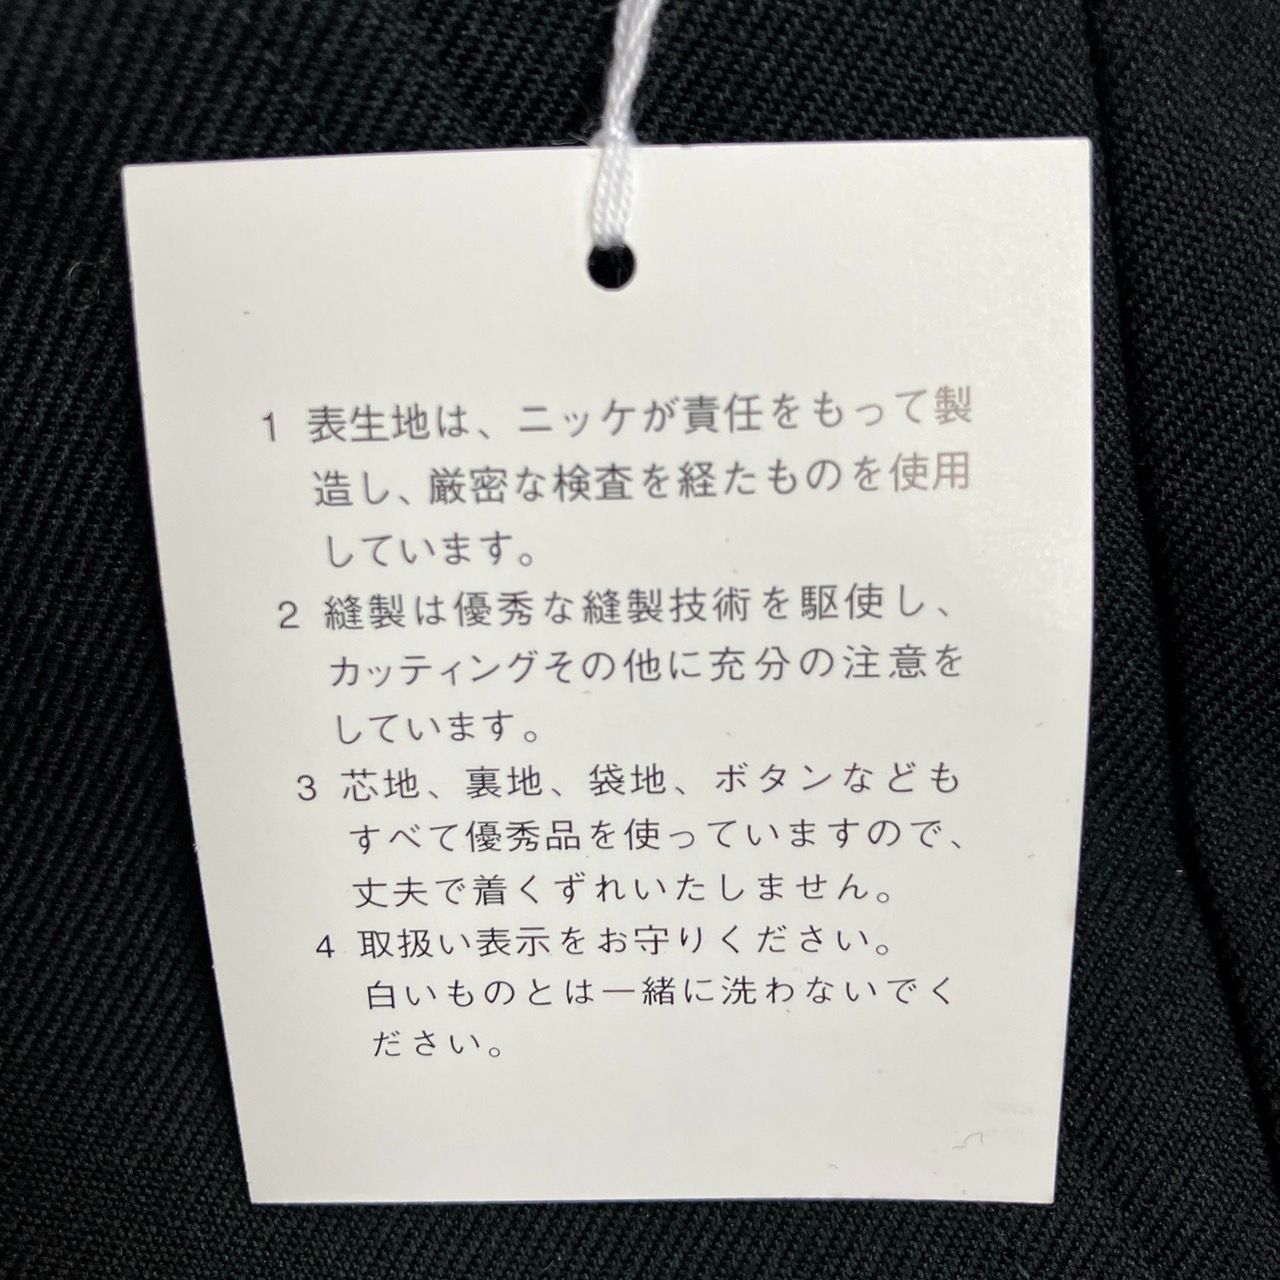 1 表生地は、ニッケが責任をもって製
造し、厳密な検査を経たものを使用
しています。
2 縫製は優秀な縫製技術を駆使し、
カッティングその他に充分の注意を
しています。
3 芯地、裏地、袋地、ボタンなども
すべて優秀品を使っていますので、
丈夫で着くずれいたしません。
4 取扱い表示をお守りください。
白いものとは一緒に洗わないでく
ださい。